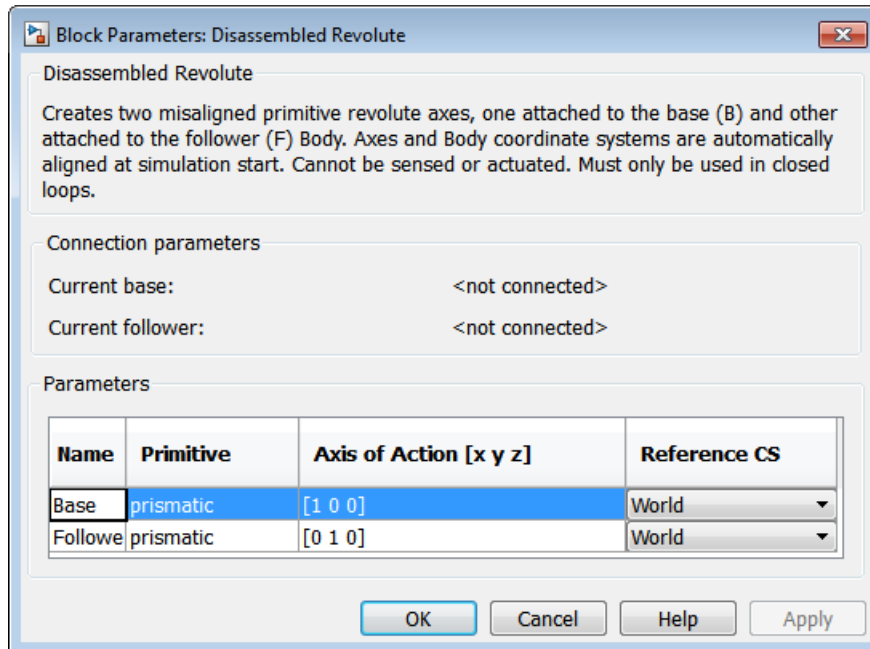 Block Parameters: Disassembled Revolute
Disassembled Revolute
Creates two misaligned primitive revolute axes, one attached to the base (B) and other
attached to the follower (F) Body. Axes and Body coordinate systems are automatically
aligned at simulation start. Cannot be sensed or actuated. Must only be used in closed
loops.
Connection parameters
Current base: <not connected>
Current follower: <not connected>
Parameters
Name Primitive Axis of Action [x y z] Reference CS
Base prismatic [1 0 0] World
Followe prismatic [0 1 0] World
OK Cancel Help Apply